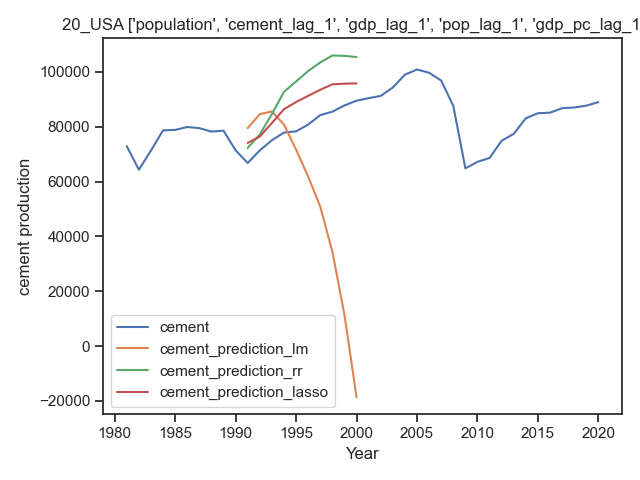 20_USA ['population', 'cement_lag_1', 'gdp_lag_1', 'pop_lag_1', 'gdp_pc_lag_1
100000
80000
60000
40000
20000
0
−20000
cement production
cement
cement_prediction_lm
cement_prediction_rr
cement_prediction_lasso
1980 1985 1990 1995 2000 2005 2010 2015 2020
Year